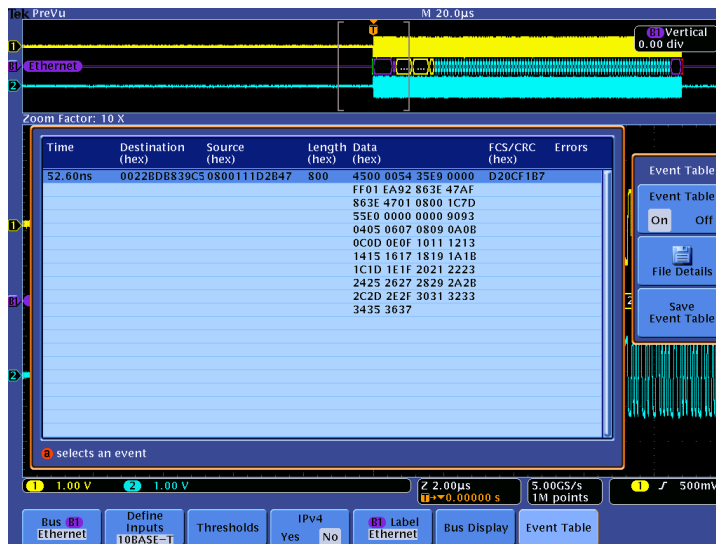 Tek PreVu M 20.0µs
B1 Vertical
0.00 div
1
B1 Ethernet
2
T
Zoom Factor: 10 X
Time Destination Source Length Data FCS/CRC Errors
(hex) (hex) (hex) (hex) (hex)
52.60ns 0022BDB839C5 0800111D2B47 800 4500 0054 35E9 0000 D20CF1B7
FF01 EA92 863E 47AF
863E 4701 0800 1C7D
55E0 0000 0000 9093
0405 0607 0809 0A0B
0C0D 0E0F 1011 1213
1415 1617 1819 1A1B
1C1D 1E1F 2021 2223
2425 2627 2829 2A2B
2C2D 2E2F 3031 3233
3435 3637
a selects an event
Event Table
Event Table
On Off
File Details
Save
Event Table
1
B1
2
1 1.00 V 2 1.00 V Z 2.00µs 5.00GS/s 1 500mV
T→▼0.00000 s 1M points
Bus B1 Define Thresholds IPv4 B1 Label Bus Display Event Table
Ethernet Inputs Yes No Ethernet
10BASE-T